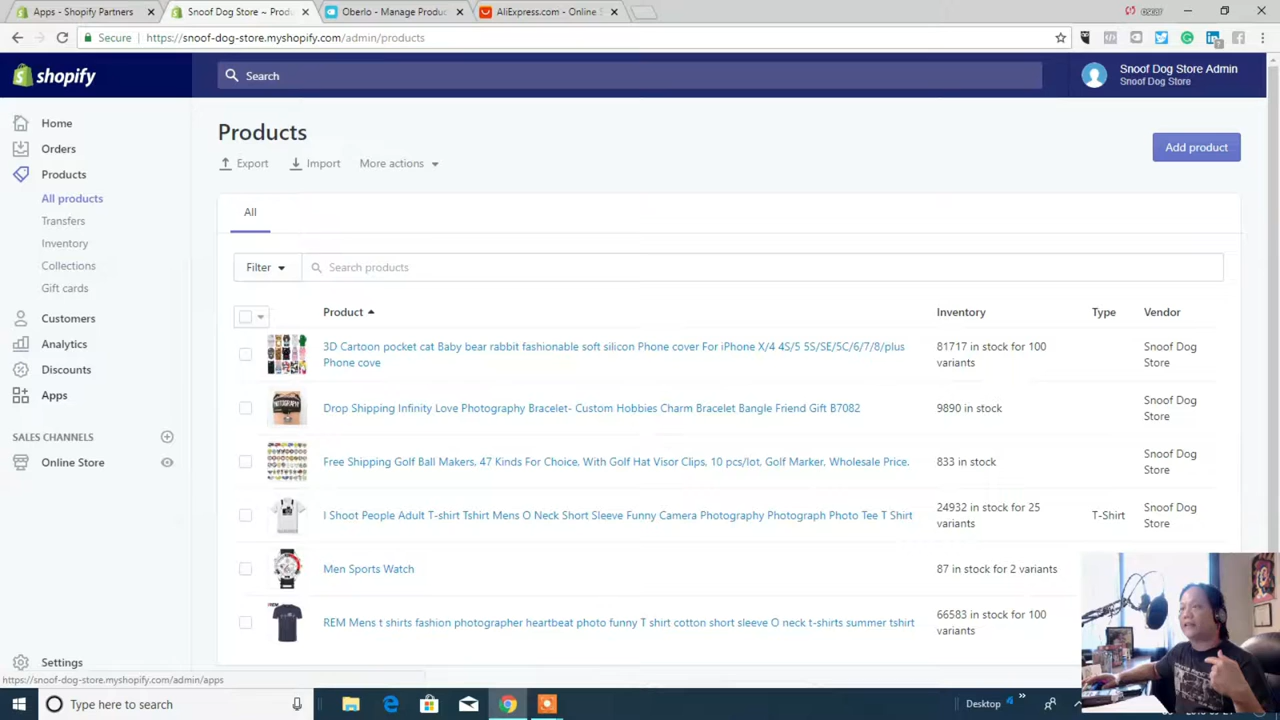 Apps - Shopify Partners
Snoof Dog Store ~ Produ
Oberlo - Manage Produc
AliExpress.com - Online S
oscar
Secure https://snoof-dog-store.myshopify.com/admin/products
shopify
Search
Snoof Dog Store Admin
Snoof Dog Store
Home
Orders
Products
All products
Transfers
Inventory
Collections
Gift cards
Customers
Analytics
Discounts
Apps
SALES CHANNELS
Online Store
Settings
Products
Export Import More actions
Add product
All
Filter Search products
Product Inventory Type Vendor
3D Cartoon pocket cat Baby bear rabbit fashionable soft silicon Phone cover For iPhone X/4 4S/5 5S/SE/5C/6/7/8/plus
Phone cove
81717 in stock for 100
variants
Snoof Dog
Store
Drop Shipping Infinity Love Photography Bracelet- Custom Hobbies Charm Bracelet Bangle Friend Gift B7082
9890 in stock
Snoof Dog
Store
Free Shipping Golf Ball Makers, 47 Kinds For Choice, With Golf Hat Visor Clips, 10 pcs/lot, Golf Marker, Wholesale Price.
833 in stock
Snoof Dog
Store
I Shoot People Adult T-shirt Tshirt Mens O Neck Short Sleeve Funny Camera Photography Photograph Photo Tee T Shirt
24932 in stock for 25
variants
T-Shirt
Snoof Dog
Store
Men Sports Watch
87 in stock for 2 variants
REM Mens t shirts fashion photographer heartbeat photo funny T shirt cotton short sleeve O neck t-shirts summer tshirt
66583 in stock for 100
variants
https://snoof-dog-store.myshopify.com/admin/apps
Type here to search
Desktop